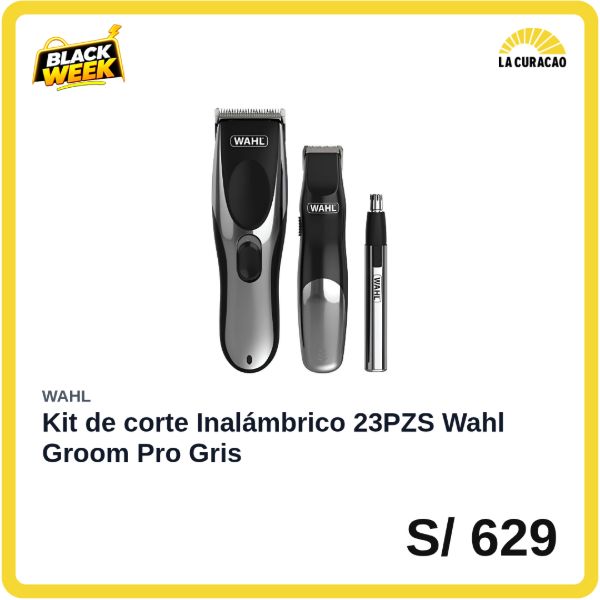 BLACK
WEEK
LA CURACAO
WAHL
WAHL
WAHL
WAHL
Kit de corte Inalámbrico 23PZS Wahl
Groom Pro Gris
S/ 629